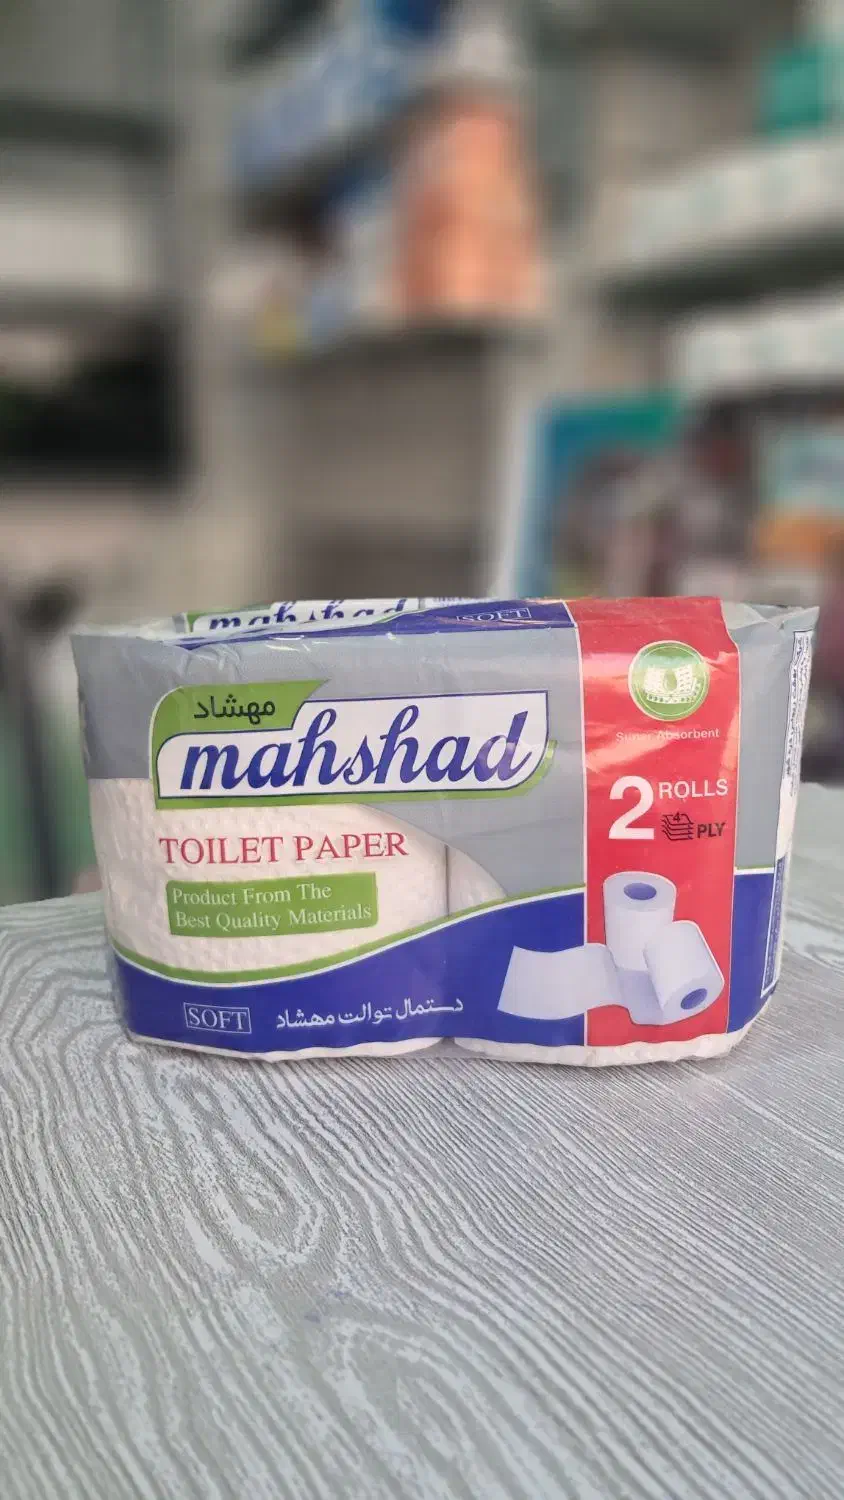 mahshad
SOFT
مهشاد
mahshad
TOILET PAPER
Product From The
Best Quality Materials
SOFT
دستمال توالت مهشاد
Super Absorbent
2 ROLLS
4 PLY